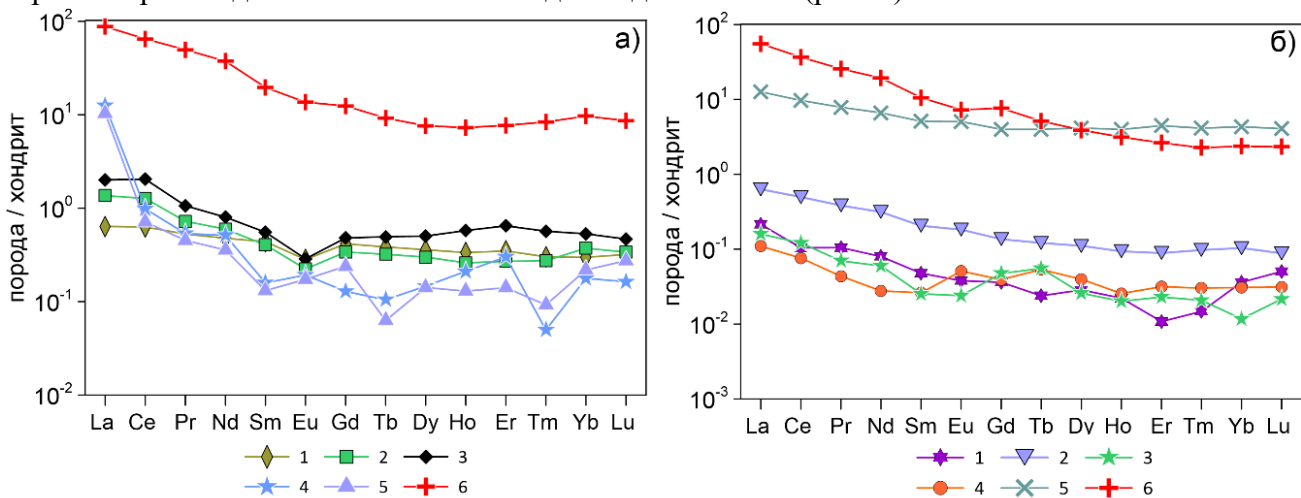 а)
10²
10¹
10⁰
10⁻¹
10⁻²
порода / хондрит
La Ce Pr Nd Sm Eu Gd Tb Dy Ho Er Tm Yb Lu
1 2 3
4 5 6
б)
10²
10¹
10⁰
10⁻¹
10⁻²
10⁻³
порода / хондрит
La Ce Pr Nd Sm Eu Gd Tb Dy Ho Er Tm Yb Lu
1 2 3
4 5 6